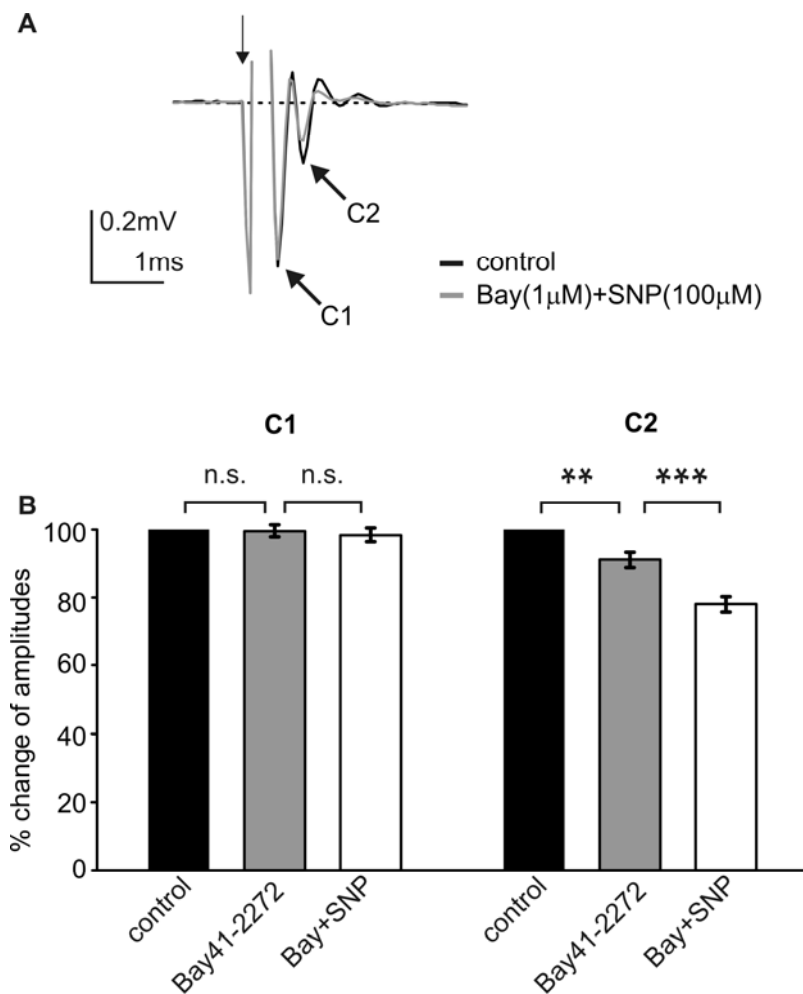 A
0.2mV
1ms
C2
C1
control
Bay(1μM)+SNP(100μM)
C1
C2
n.s.
n.s.
**
***
B
% change of amplitudes
100
80
60
40
20
0
control
Bay41-2272
Bay+SNP
control
Bay41-2272
Bay+SNP